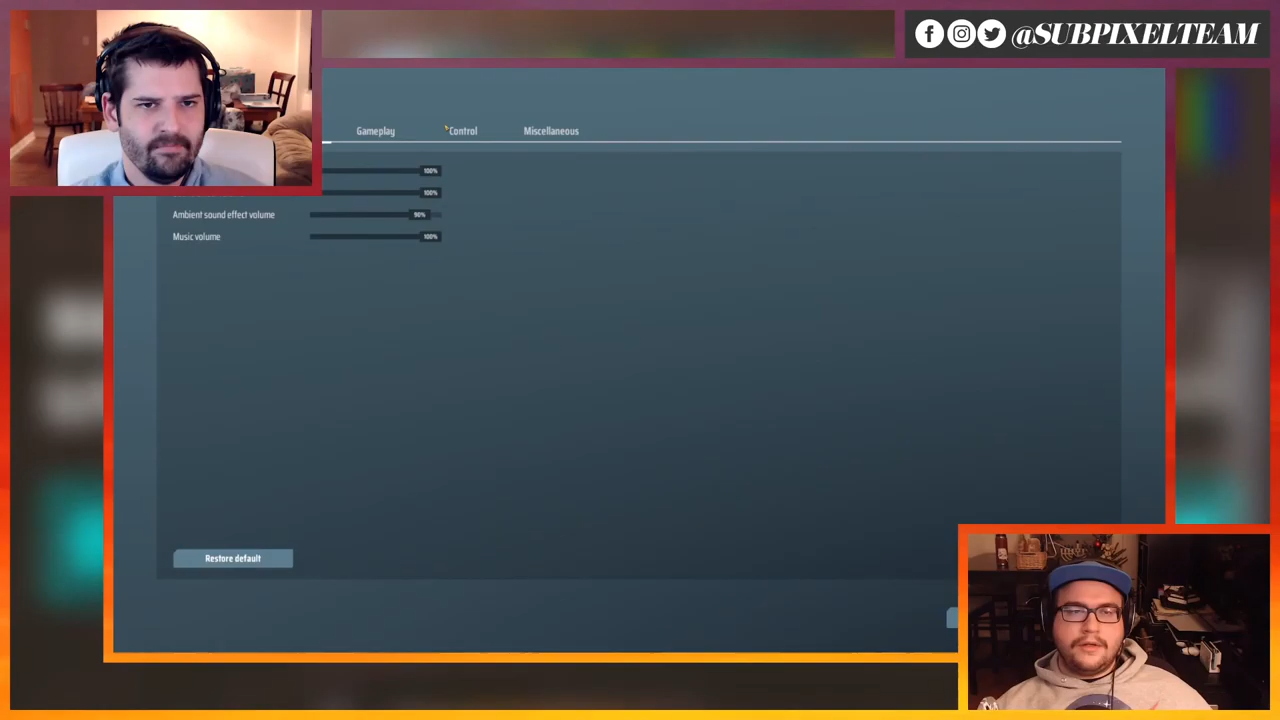 @SUBPIXELTEAM
Gameplay
Control
Miscellaneous
100%
100%
Ambient sound effect volume
90%
Music volume
100%
Restore default